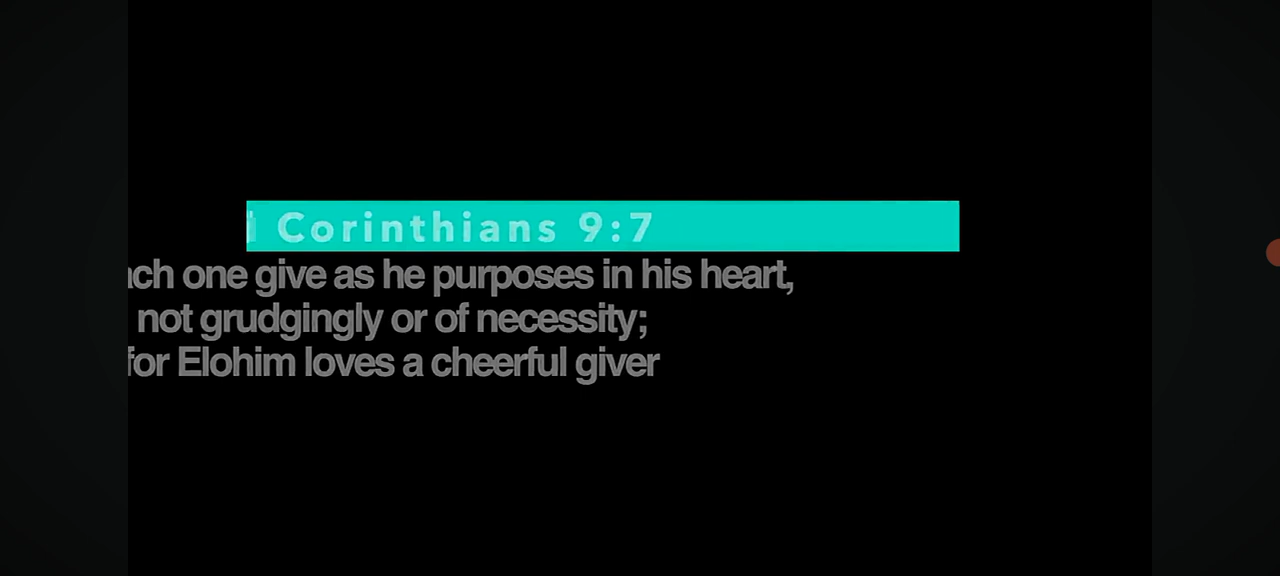 Corinthians 9:7
one give as he purposes in his heart,
not grudgingly or of necessity;
for Elohim loves a cheerful giver